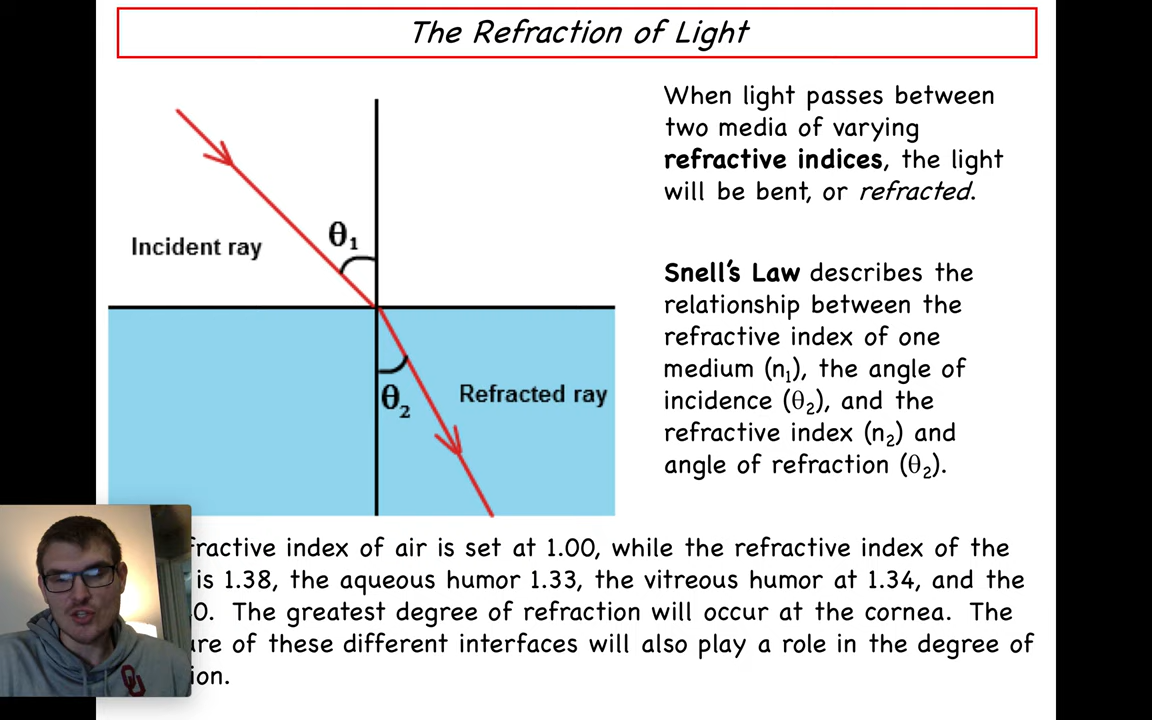 The Refraction of Light
When light passes between
two media of varying
refractive indices, the light
will be bent, or refracted.
θ₁
Incident ray
Snell's Law describes the
relationship between the
refractive index of one
medium (n₁), the angle of
incidence (θ₂), and the
refractive index (n₂) and
angle of refraction (θ₂).
θ₂
Refracted ray
index of air is set at 1.00, while the refractive index of the
is 1.38, the aqueous humor 1.33, the vitreous humor at 1.34, and the
The greatest degree of refraction will occur at the cornea. The
of these different interfaces will also play a role in the degree of
OU